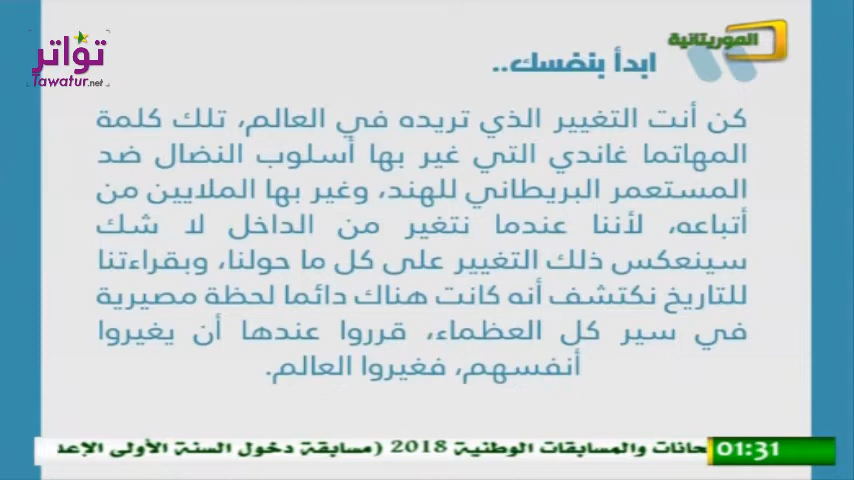 تواتر
Tawatur.net
الموريتانية
ابدأ بنفسك..
كن أنت التغيير الذي تريده في العالم، تلك كلمة
المهاتما غاندي التي غير بها أسلوب النضال ضد
المستعمر البريطاني للهند، وغير بها الملايين من
أتباعه، لأننا عندما نتغير من الداخل لا شك
سينعكس ذلك التغيير على كل ما حولنا، وبقراءتنا
للتاريخ نكتشف أنه كانت هناك دائما لحظة مصيرية
في سير كل العظماء، قرروا عندها أن يغيروا
أنفسهم، فغيروا العالم.
01:31 حانات والمسابقات الوطنية 2018 (مسابقة دخول السنة الأولى الإعد